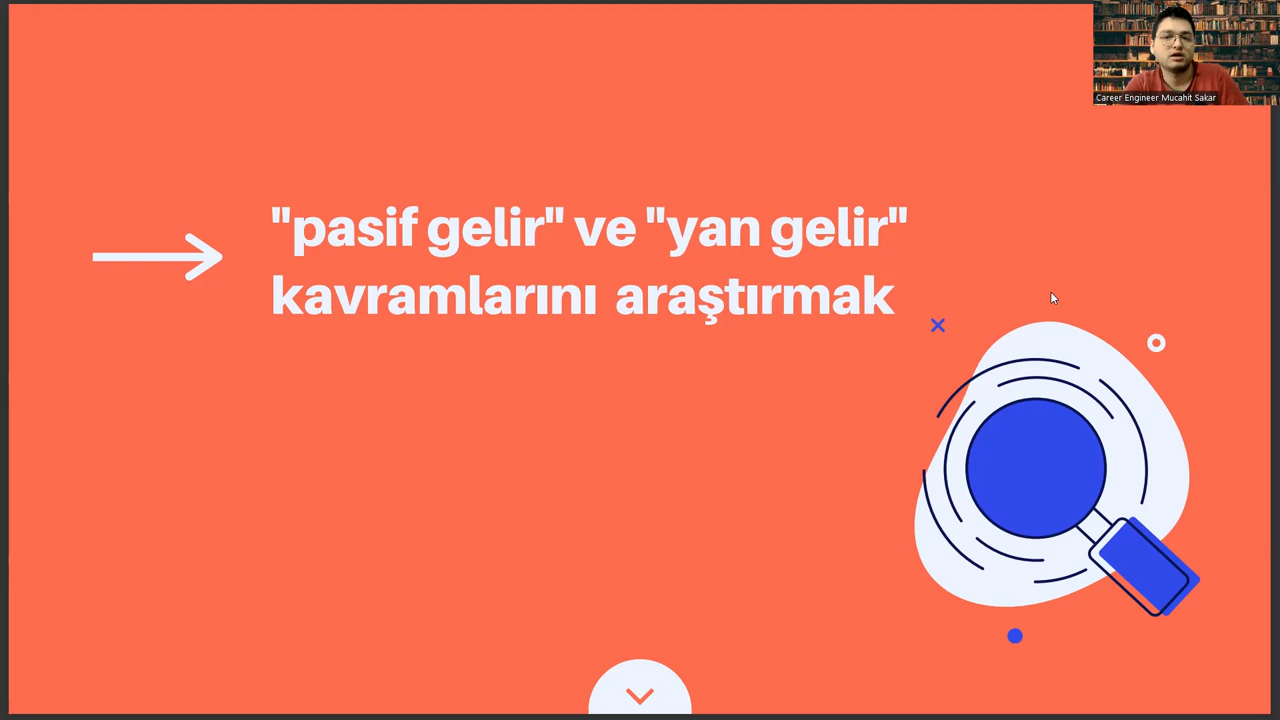 Career Engineer Mucahit Sakar
"pasif gelir" ve "yan gelir"
kavramlarını araştırmak